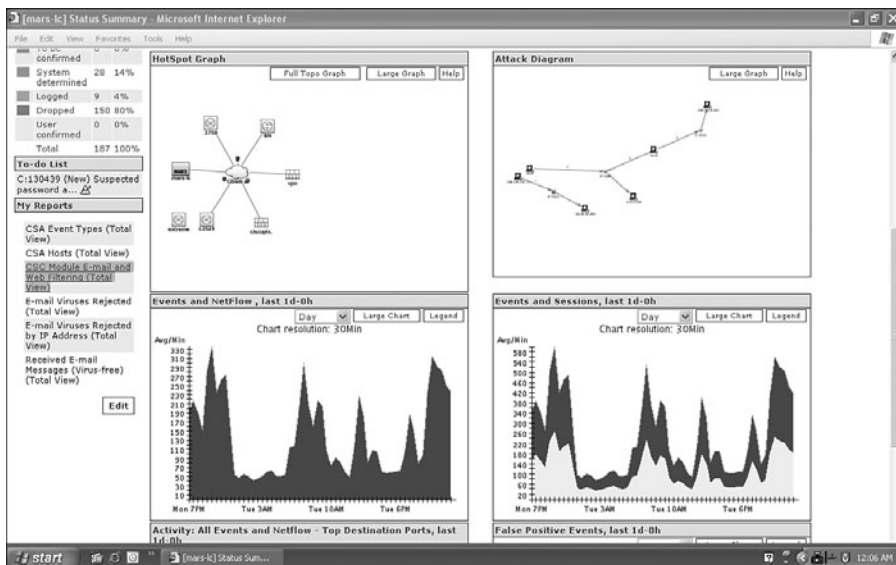 [mars-lc] Status Summary - Microsoft Internet Explorer
File Edit View Favorites Tools Help
confirmed
System determined 28 14%
Logged 9 4%
Dropped 150 80%
User confirmed 0 0%
Total 187 100%
To-do List
C:130439 (New) Suspected
password a...
My Reports
CSA Event Types (Total
View)
CSA Hosts (Total View)
CSC Module E-mail and
Web Filtering (Total
View)
E-mail Viruses Rejected
(Total View)
E-mail Viruses Rejected
by IP Address (Total
View)
Received E-mail
Messages (Virus-free)
(Total View)
Edit
HotSpot Graph
Full Topo Graph Large Graph Help
mars-lc
Attack Diagram
Large Graph Help
Events and NetFlow , last 1d-0h
Day Large Chart Legend
Chart resolution: 30Min
Avg/Min
330
310
290
270
250
230
210
190
170
150
130
110
90
70
50
30
10
Mon 7PM Tue 3AM Tue 10AM Tue 6PM
Events and Sessions, last 1d-0h
Day Large Chart Legend
Chart resolution: 30Min
Avg/Min
580
540
500
460
420
380
340
300
260
220
180
140
100
60
20
Mon 7PM Tue 3AM Tue 10AM Tue 6PM
Activity: All Events and Netflow - Top Destination Ports, last
1d-0h
False Positive Events, last 1d-0h
start
[mars-lc] Status Sum...
12:06 AM